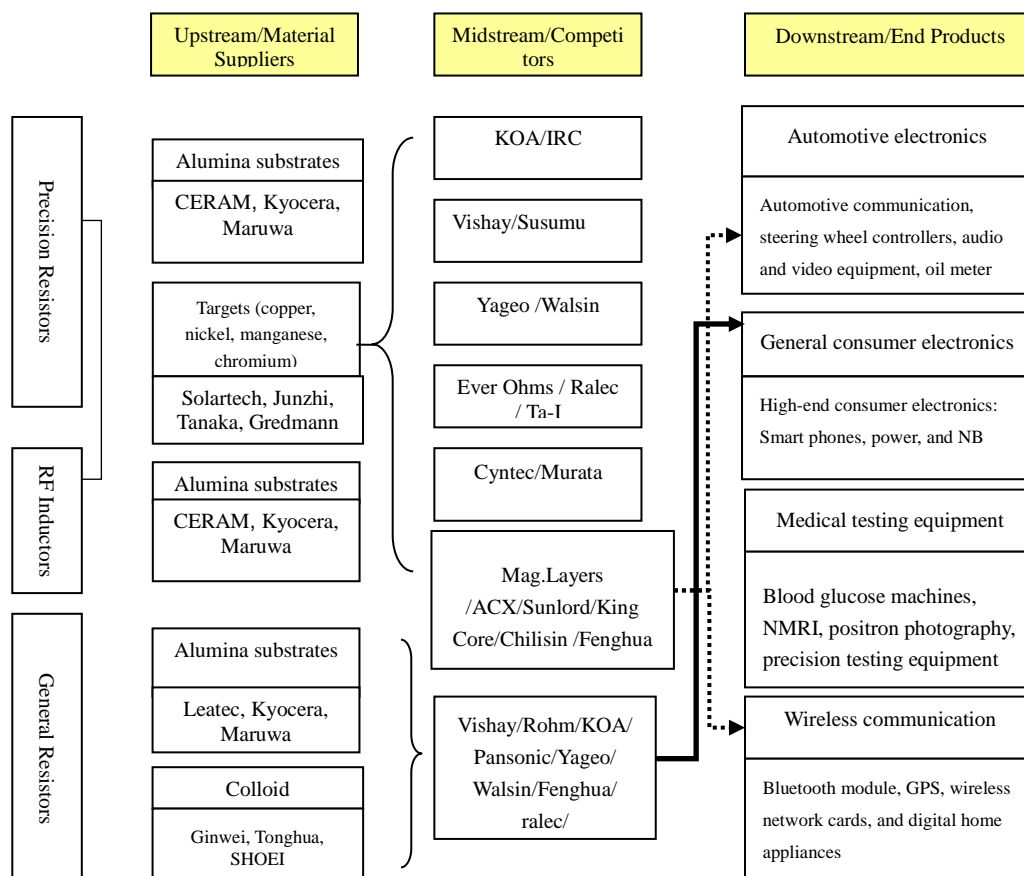 Upstream/Material
Suppliers
Midstream/Competi
tors
Downstream/End Products
Precision Resistors
RF Inductors
General Resistors
Alumina substrates
CERAM, Kyocera,
Maruwa
Targets (copper,
nickel, manganese,
chromium)
Solartech, Junzhi,
Tanaka, Gredmann
Alumina substrates
CERAM, Kyocera,
Maruwa
Alumina substrates
Leatec, Kyocera,
Maruwa
Colloid
Ginwei, Tonghua,
SHOEI
KOA/IRC
Vishay/Susumu
Yageo /Walsin
Ever Ohms / Ralec
/ Ta-I
Cyntec/Murata
Mag.Layers
/ACX/Sunlord/King
Core/Chilisin /Fenghua
Vishay/Rohm/KOA/
Pansonic/Yageo/
Walsin/Fenghua/
ralec/
Automotive electronics
Automotive communication,
steering wheel controllers, audio
and video equipment, oil meter
General consumer electronics
High-end consumer electronics:
Smart phones, power, and NB
Medical testing equipment
Blood glucose machines,
NMRI, positron photography,
precision testing equipment
Wireless communication
Bluetooth module, GPS, wireless
network cards, and digital home
appliances